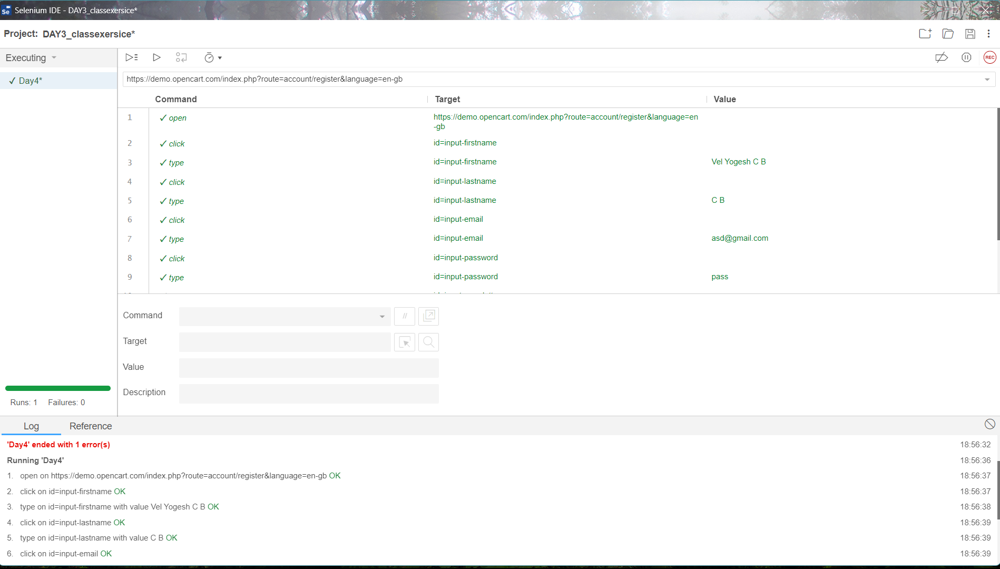 Selenium IDE - DAY3_classexersice*
Project: DAY3_classexersice*
Executing
✓ Day4*
REC
https://demo.opencart.com/index.php?route=account/register&language=en-gb
Command Target Value
1 ✓ open https://demo.opencart.com/index.php?route=account/register&language=en
-gb
2 ✓ click id=input-firstname
3 ✓ type id=input-firstname Vel Yogesh C B
4 ✓ click id=input-lastname
5 ✓ type id=input-lastname C B
6 ✓ click id=input-email
7 ✓ type id=input-email asd@gmail.com
8 ✓ click id=input-password
9 ✓ type id=input-password pass
Command //
Target
Value
Description
Runs: 1 Failures: 0
Log Reference
'Day4' ended with 1 error(s) 18:56:32
Running 'Day4' 18:56:36
1. open on https://demo.opencart.com/index.php?route=account/register&language=en-gb OK 18:56:37
2. click on id=input-firstname OK 18:56:37
3. type on id=input-firstname with value Vel Yogesh C B OK 18:56:38
4. click on id=input-lastname OK 18:56:39
5. type on id=input-lastname with value C B OK 18:56:39
6. click on id=input-email OK 18:56:39